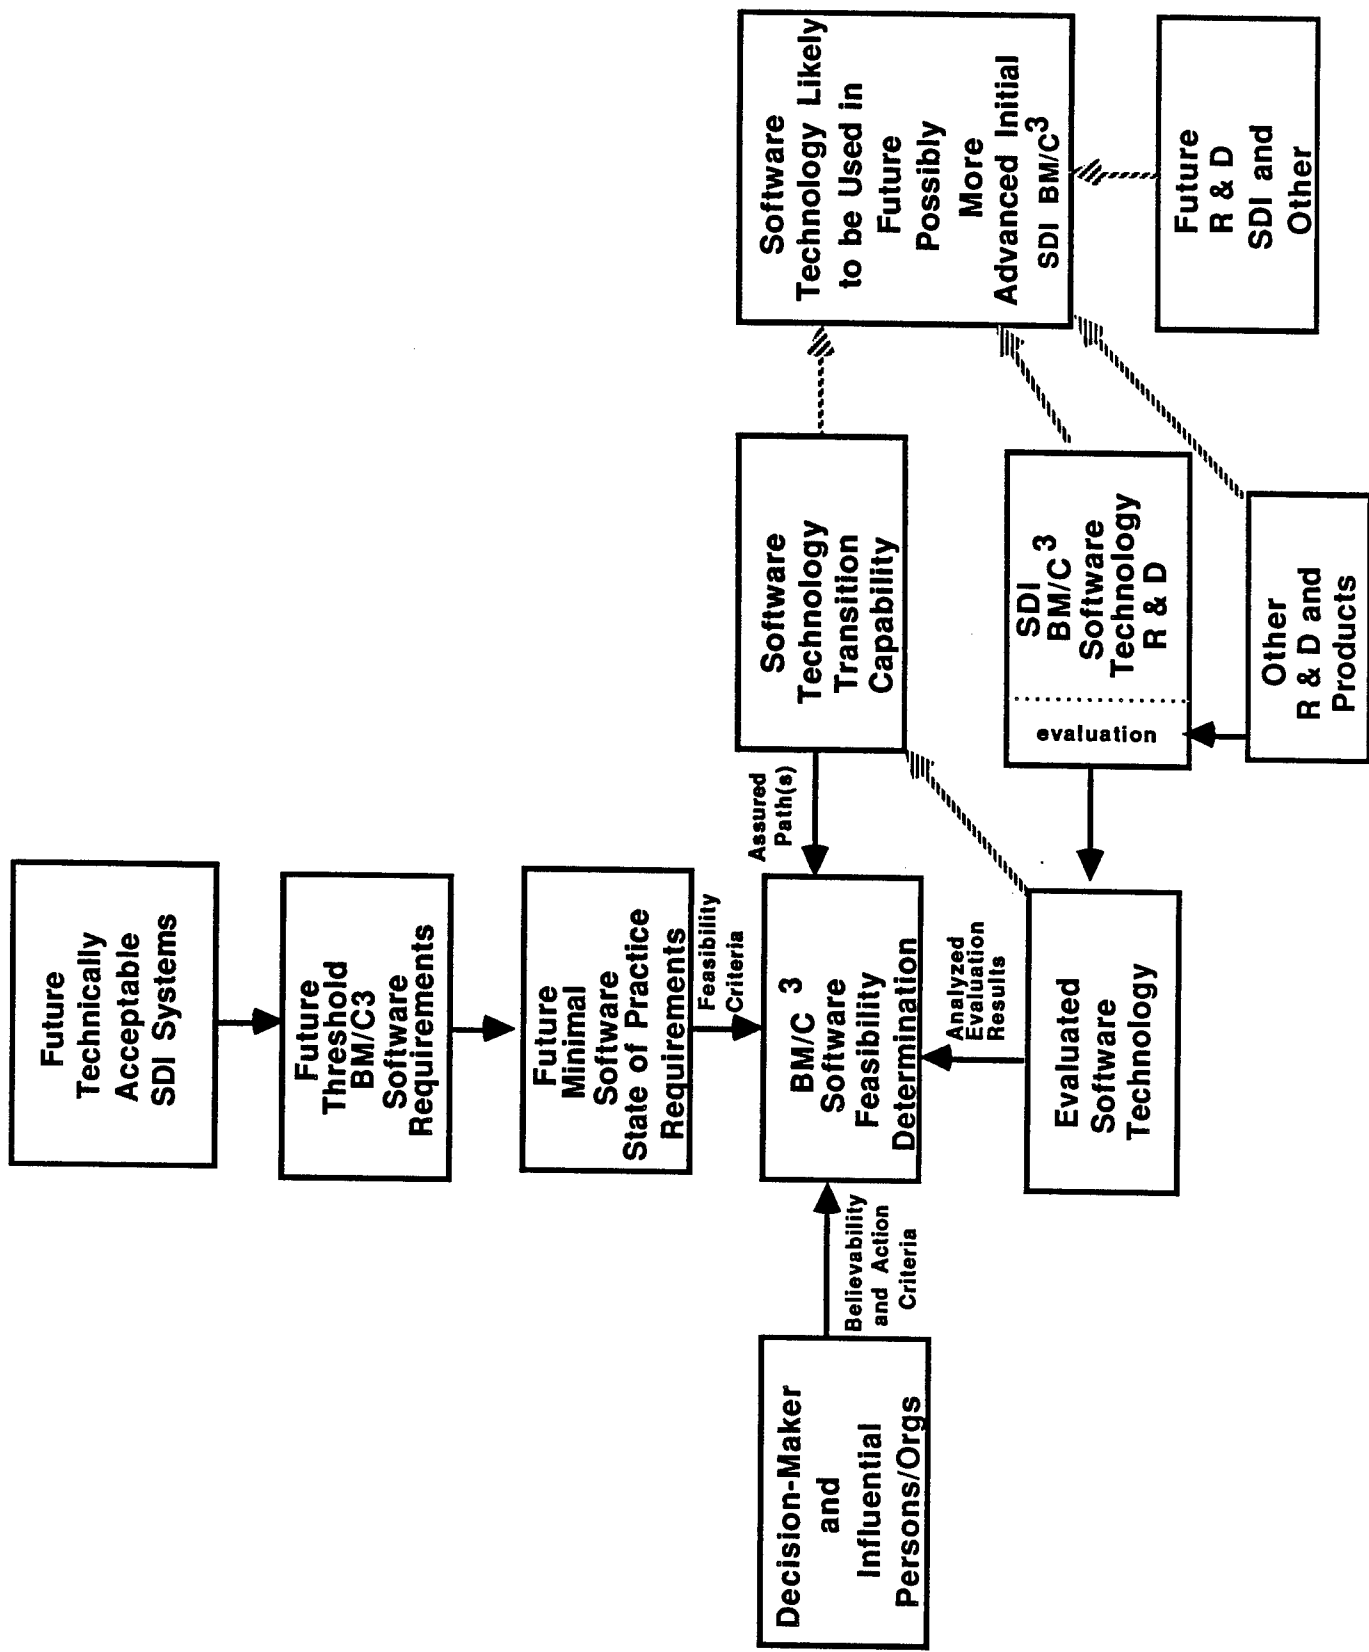 Future
Technically
Acceptable
SDI Systems
Future
Threshold
BM/C3
Software
Requirements
Future
Minimal
Software
State of Practice
Requirements
Feasibility
Criteria
Decision-Maker
and
Influential
Persons/Orgs
Believability
and Action
Criteria
BM/C³
Software
Feasibility
Determination
Assured
Path(s)
Software
Technology
Transition
Capability
Software
Technology Likely
to be Used in
Future
Possibly
More
Advanced Initial
SDI BM/C³
Analyzed
Evaluation
Results
Evaluated
Software
Technology
evaluation
SDI
BM/C³
Software
Technology
R & D
Other
R & D and
Products
Future
R & D
SDI and
Other